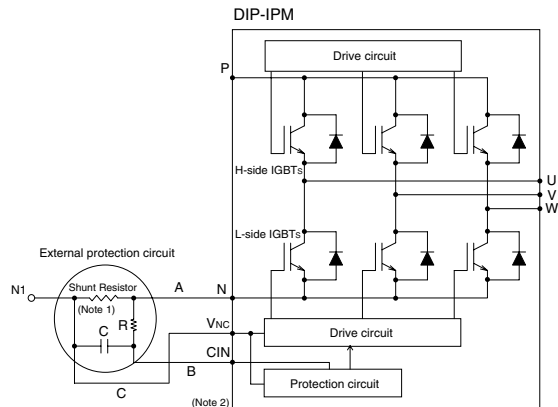 DIP-IPM
Drive circuit
P
H-side IGBTs
U
V
W
L-side IGBTs
External protection circuit
N1
Shunt Resistor
A
N
(Note 1)
R
VNC
Drive circuit
C
CIN
B
C
Protection circuit
(Note 2)